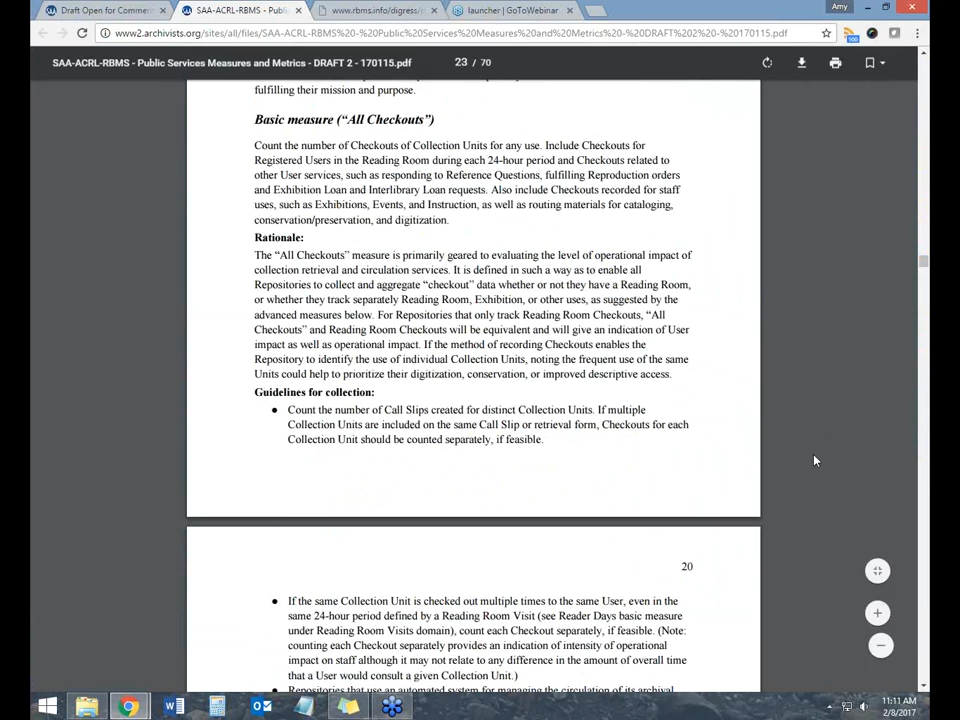 Draft Open for Commen
SAA-ACRL-RBMS - Publi
www.rbms.info/digress/p
launcher | GoToWebinar
Amy
www2.archivists.org/sites/all/files/SAA-ACRL-RBMS%20-%20Public%20Services%20Measures%20and%20Metrics%20-%20DRAFT%202%20-%20170115.pdf
100
SAA-ACRL-RBMS - Public Services Measures and Metrics - DRAFT 2 - 170115.pdf
23 / 70
fulfilling their mission and purpose.
Basic measure (“All Checkouts”)
Count the number of Checkouts of Collection Units for any use. Include Checkouts for
Registered Users in the Reading Room during each 24-hour period and Checkouts related to
other User services, such as responding to Reference Questions, fulfilling Reproduction orders
and Exhibition Loan and Interlibrary Loan requests. Also include Checkouts recorded for staff
uses, such as Exhibitions, Events, and Instruction, as well as routing materials for cataloging,
conservation/preservation, and digitization.
Rationale:
The “All Checkouts” measure is primarily geared to evaluating the level of operational impact of
collection retrieval and circulation services. It is defined in such a way as to enable all
Repositories to collect and aggregate “checkout” data whether or not they have a Reading Room,
or whether they track separately Reading Room, Exhibition, or other uses, as suggested by the
advanced measures below. For Repositories that only track Reading Room Checkouts, “All
Checkouts” and Reading Room Checkouts will be equivalent and will give an indication of User
impact as well as operational impact. If the method of recording Checkouts enables the
Repository to identify the use of individual Collection Units, noting the frequent use of the same
Units could help to prioritize their digitization, conservation, or improved descriptive access.
Guidelines for collection:
● Count the number of Call Slips created for distinct Collection Units. If multiple
Collection Units are included on the same Call Slip or retrieval form, Checkouts for each
Collection Unit should be counted separately, if feasible.
20
● If the same Collection Unit is checked out multiple times to the same User, even in the
same 24-hour period defined by a Reading Room Visit (see Reader Days basic measure
under Reading Room Visits domain), count each Checkout separately, if feasible. (Note:
counting each Checkout separately provides an indication of intensity of operational
impact on staff although it may not relate to any difference in the amount of overall time
that a User would consult a given Collection Unit.)
● Repositories that use an automated system for managing the circulation of its archival
11:11 AM
2/8/2017